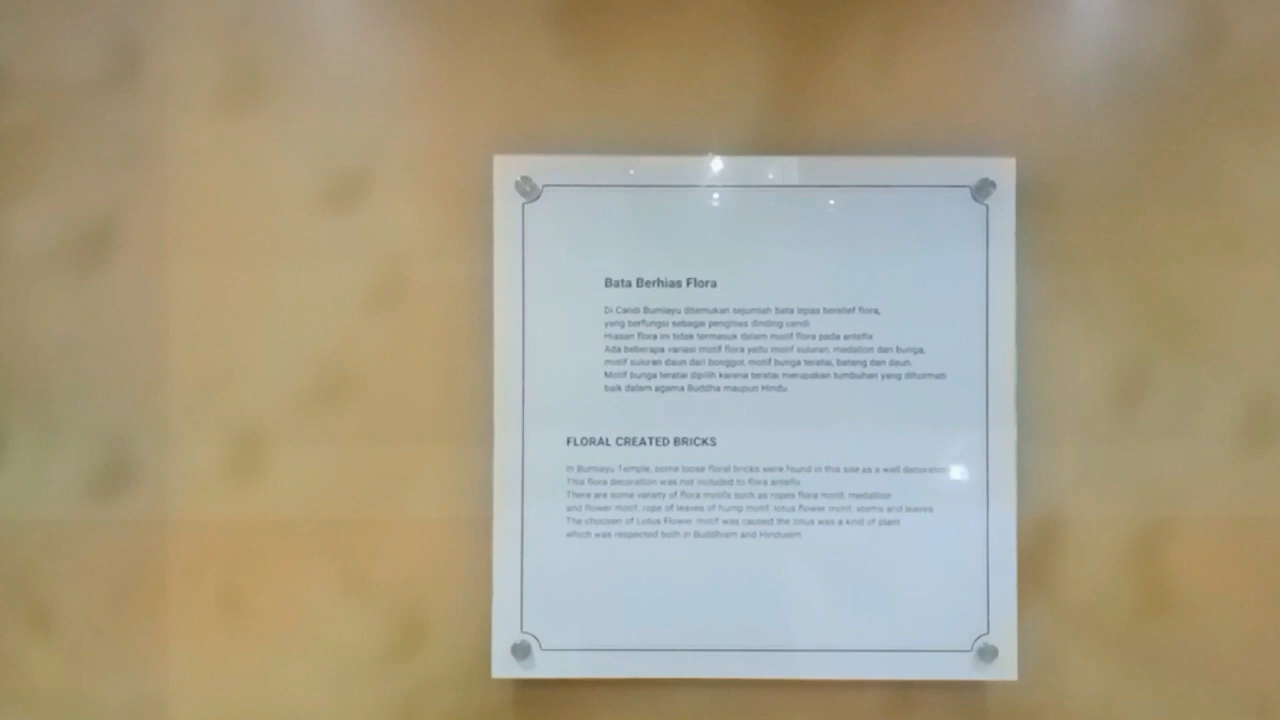 Bata Berhias Flora
Di Candi Bumiayu ditemukan sejumlah bata lepas berelief flora,
yang berfungsi sebagai penghias dinding candi
Hiasan flora ini tidak termasuk dalam motif flora pada antefix
Ada beberapa variasi motif flora yaitu motif suluran, medalion dan bunga,
motif suluran daun dari bonggol, motif bunga teratai, batang dan daun.
Motif bunga teratai dipilih karena teratai merupakan tumbuhan yang dihormati
baik dalam agama Buddha maupun Hindu
FLORAL CREATED BRICKS
In Bumiayu Temple, some loose floral bricks were found in this site as a wall decoration
This flora decoration was not included to flora antefix
There are some variety of flora motifs such as ropes flora motif, medallion
and flower motif, rope of leaves of hump motif, lotus flower motif, stems and leaves
The choosen of Lotus Flower motif was caused the lotus was a kind of plant
which was respected both in Buddhism and Hinduism